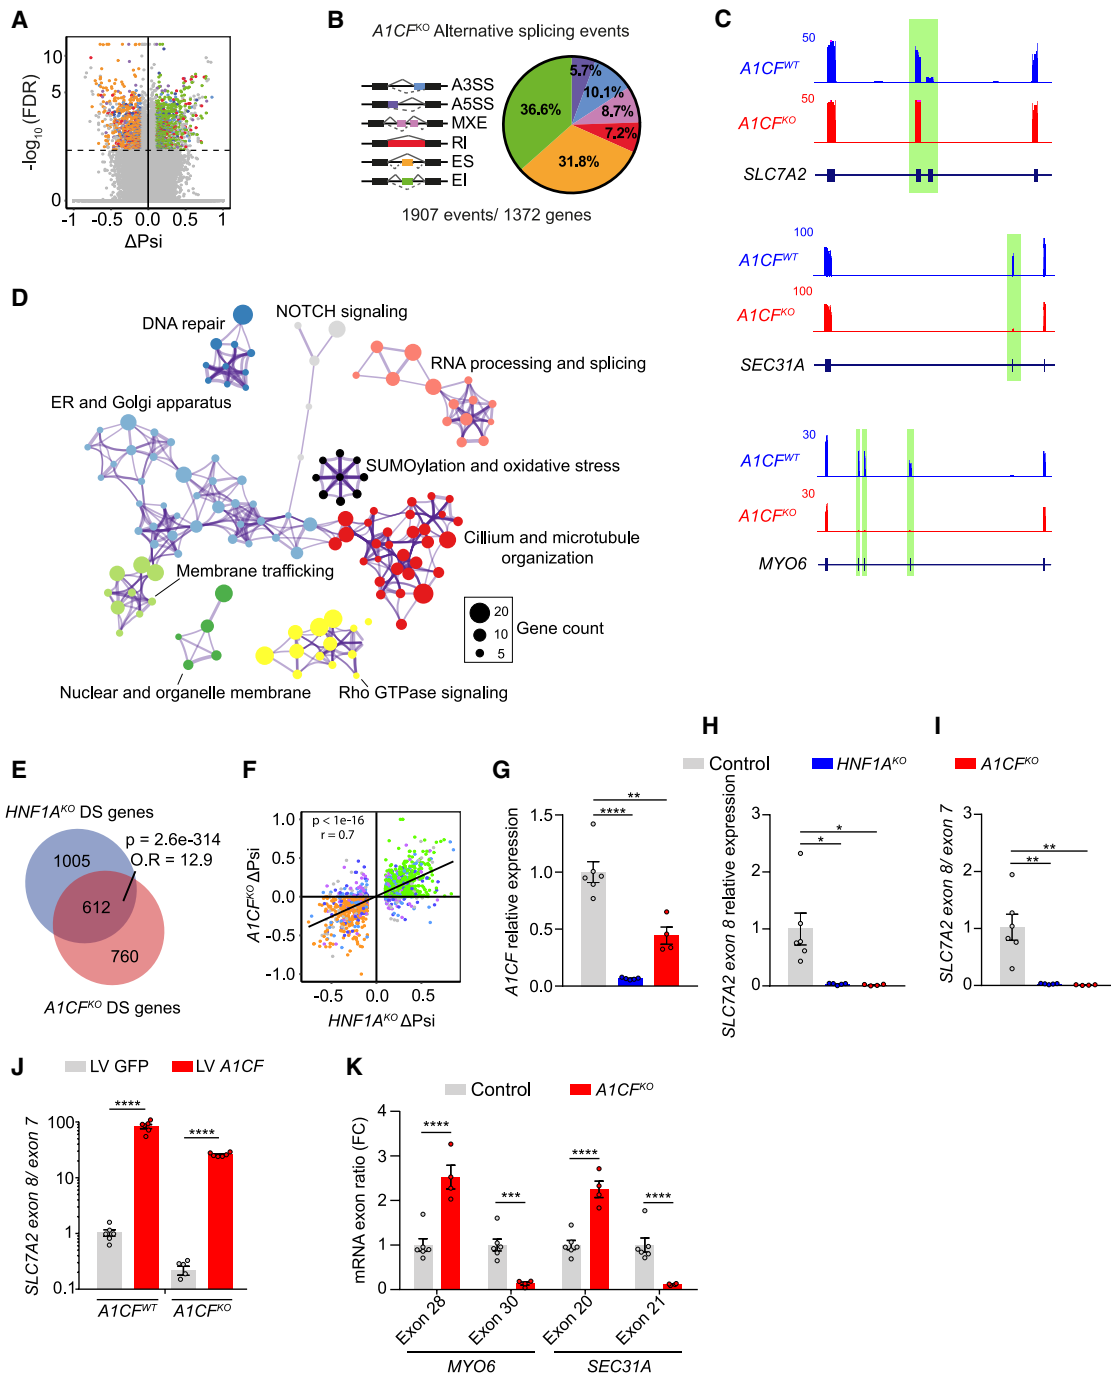 A
-log10 (FDR)
10
5
0
-1
-0.5
0.0
0.5
1
ΔPsi
B
A1CFKO Alternative splicing events
A3SS
A5SS
MXE
RI
ES
EI
5.7%
10.1%
8.7%
7.2%
31.8%
36.6%
1907 events/ 1372 genes
C
50
A1CFWT
50
A1CFKO
SLC7A2
100
A1CFWT
100
A1CFKO
SEC31A
30
A1CFWT
30
A1CFKO
MYO6
D
DNA repair
NOTCH signaling
RNA processing and splicing
ER and Golgi apparatus
SUMOylation and oxidative stress
Cillium and microtubule
organization
Membrane trafficking
20
10
5
Gene count
Nuclear and organelle membrane
Rho GTPase signaling
E
HNF1AKO DS genes
p = 2.6e-314
O.R = 12.9
1005
612
760
A1CFKO DS genes
F
p < 1e-16
r = 0.7
A1CFKO ΔPsi
1.0
0.5
0.0
-0.5
-1.0
-0.5
0.0
0.5
HNF1AKO ΔPsi
Control
HNF1AKO
A1CFKO
G
A1CF relative expression
1.5
1.0
0.5
0.0
**
****
H
SLC7A2 exon 8 relative expression
3
2
1
0
*
*
I
SLC7A2 exon 8/ exon 7
3
2
1
0
**
**
J
LV GFP
LV A1CF
SLC7A2 exon 8/ exon 7
100
10
1
0.1
****
****
A1CFWT
A1CFKO
K
Control
A1CFKO
mRNA exon ratio (FC)
4
3
2
1
0
****
***
****
****
Exon 28
Exon 30
Exon 20
Exon 21
MYO6
SEC31A